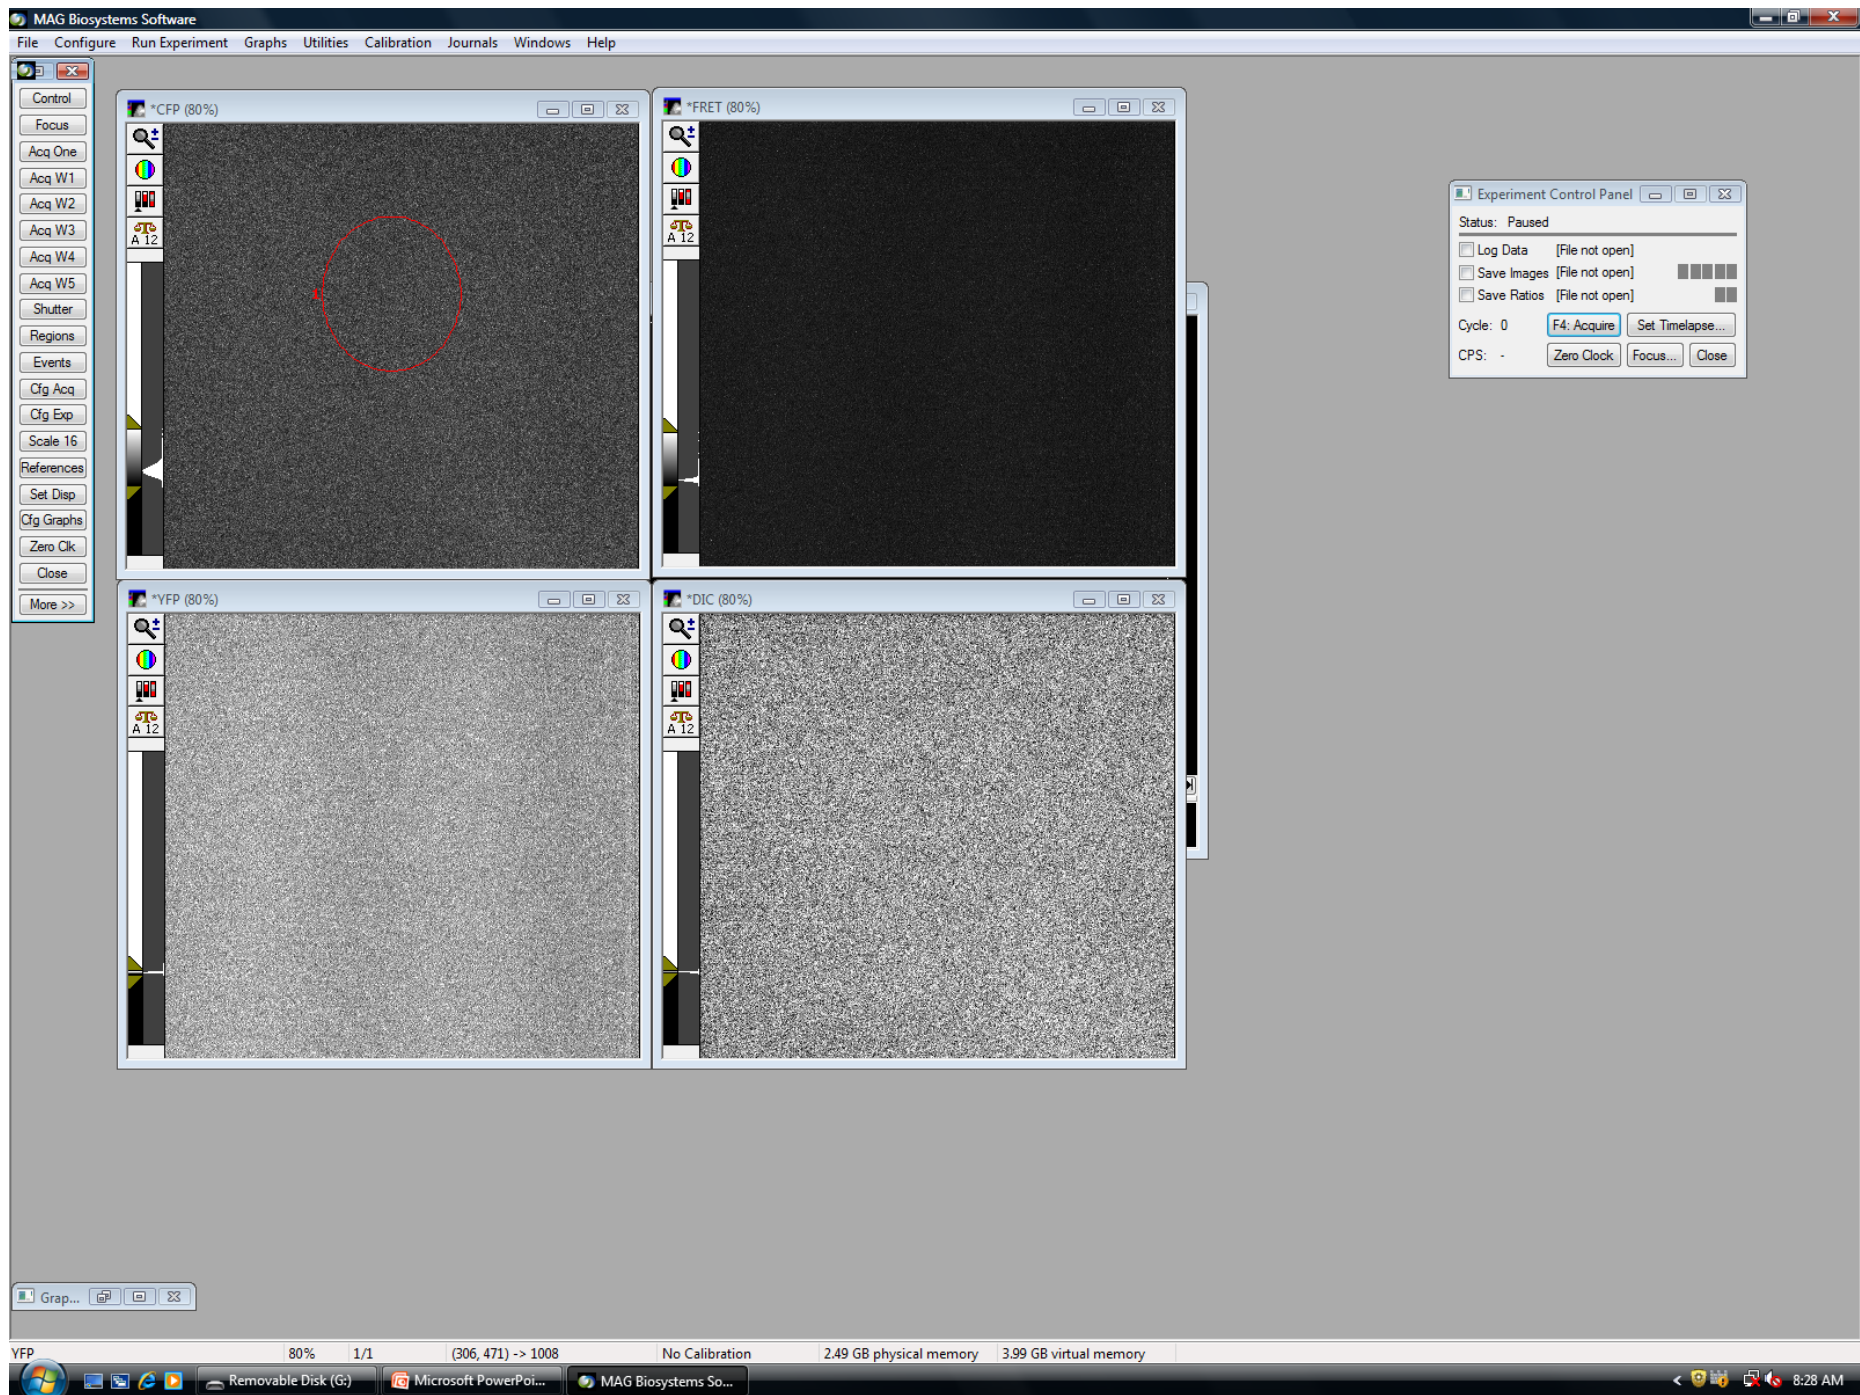 MAG Biosystems Software
File Configure Run Experiment Graphs Utilities Calibration Journals Windows Help
Control
Focus
Acq One
Acq W1
Acq W2
Acq W3
Acq W4
Acq W5
Shutter
Regions
Events
Cfg Acq
Cfg Exp
Scale 16
References
Set Disp
Cfg Graphs
Zero Clk
Close
More >>
*CFP (80%)
A 12
1
*FRET (80%)
A 12
*YFP (80%)
A 12
*DIC (80%)
A 12
Experiment Control Panel
Status: Paused
Log Data [File not open]
Save Images [File not open]
Save Ratios [File not open]
Cycle: 0 F4: Acquire Set Timelapse...
CPS: - Zero Clock Focus... Close
Grap...
YFP 80% 1/1 (306, 471) -> 1008 No Calibration 2.49 GB physical memory 3.99 GB virtual memory
Removable Disk (G:) Microsoft PowerPoi... MAG Biosystems So... < 8:28 AM